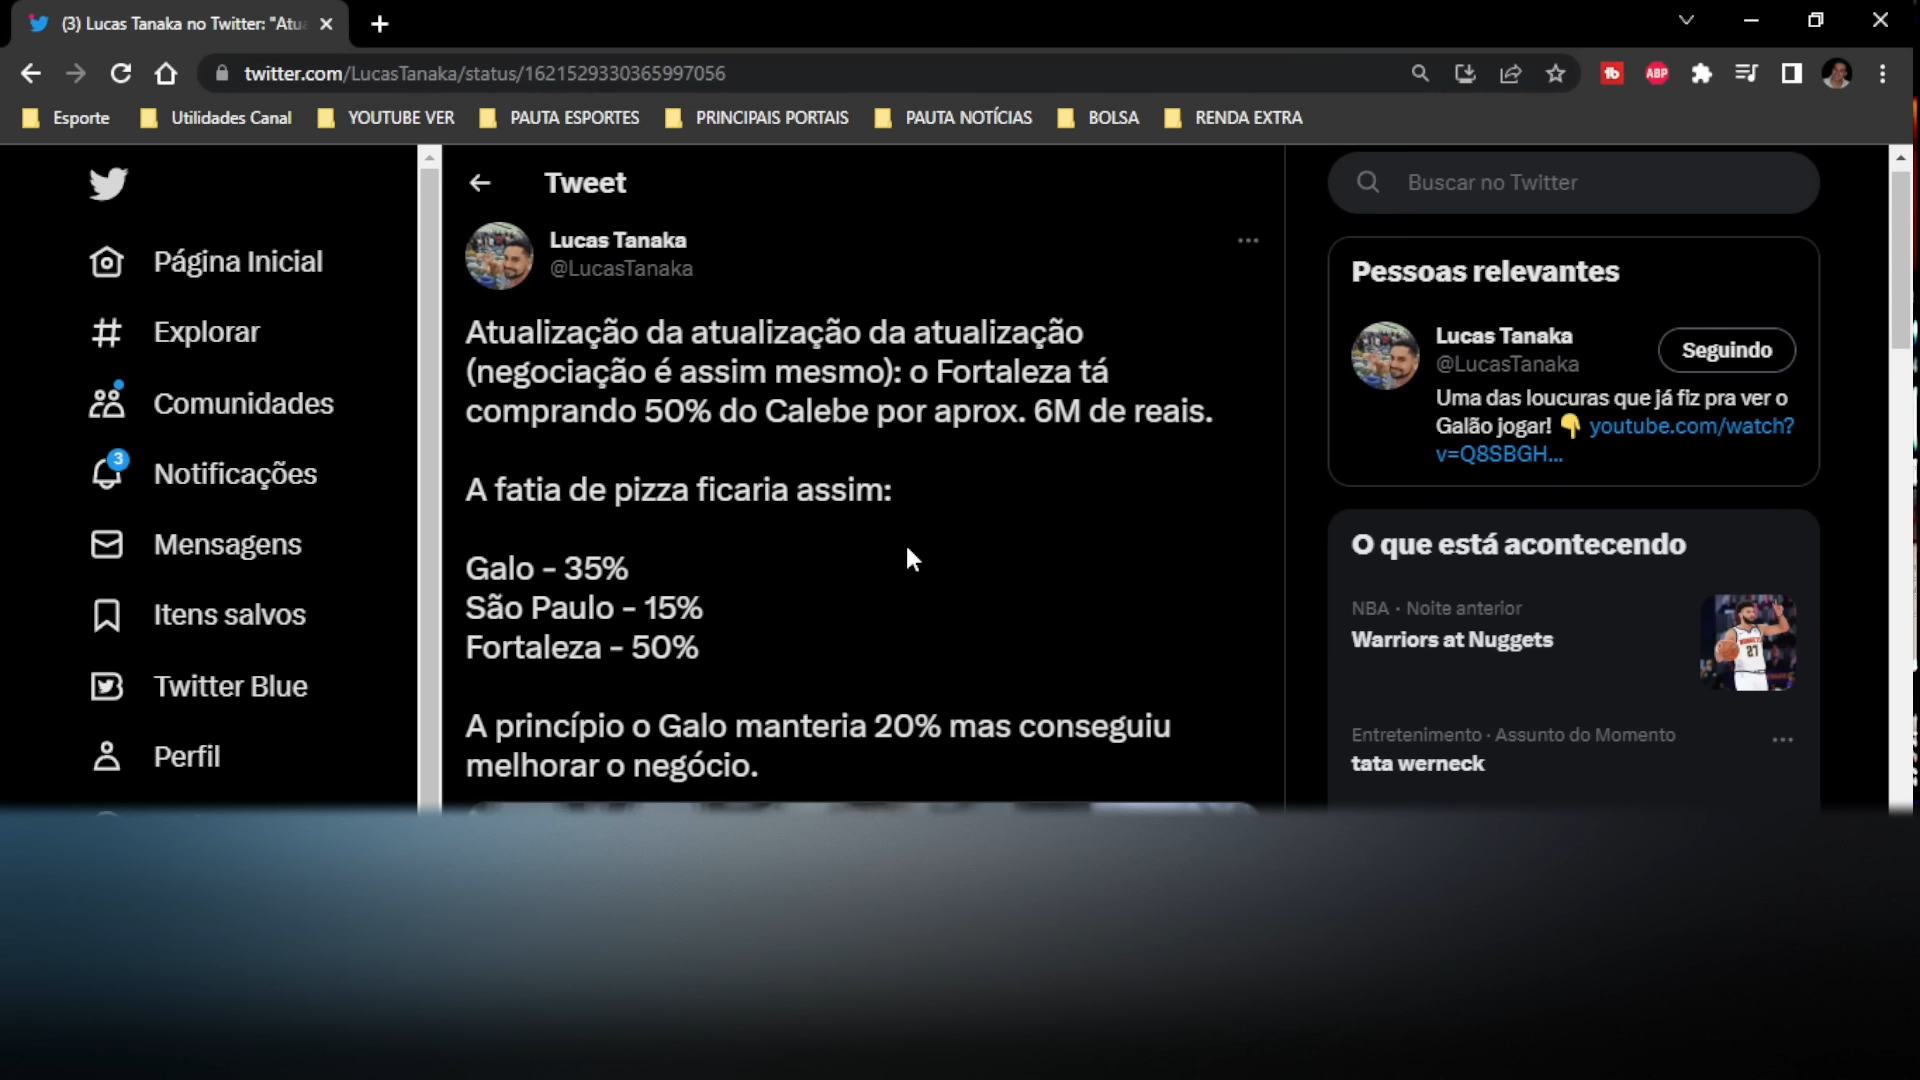 (3) Lucas Tanaka no Twitter: "Atua
twitter.com/LucasTanaka/status/1621529330365997056
ABP
Esporte
Utilidades Canal
YOUTUBE VER
PAUTA ESPORTES
PRINCIPAIS PORTAIS
PAUTA NOTÍCIAS
BOLSA
RENDA EXTRA
Página Inicial
Explorar
Comunidades
3
Notificações
Mensagens
Itens salvos
Twitter Blue
Perfil
Tweet
Lucas Tanaka
@LucasTanaka
Atualização da atualização da atualização
(negociação é assim mesmo): o Fortaleza tá
comprando 50% do Calebe por aprox. 6M de reais.
A fatia de pizza ficaria assim:
Galo - 35%
São Paulo - 15%
Fortaleza - 50%
A princípio o Galo manteria 20% mas conseguiu
melhorar o negócio.
Buscar no Twitter
Pessoas relevantes
Lucas Tanaka
@LucasTanaka
Seguindo
Uma das loucuras que já fiz pra ver o
Galão jogar! 👇 youtube.com/watch?
v=Q8SBGH...
O que está acontecendo
NBA · Noite anterior
Warriors at Nuggets
27
Entretenimento · Assunto do Momento
tata werneck